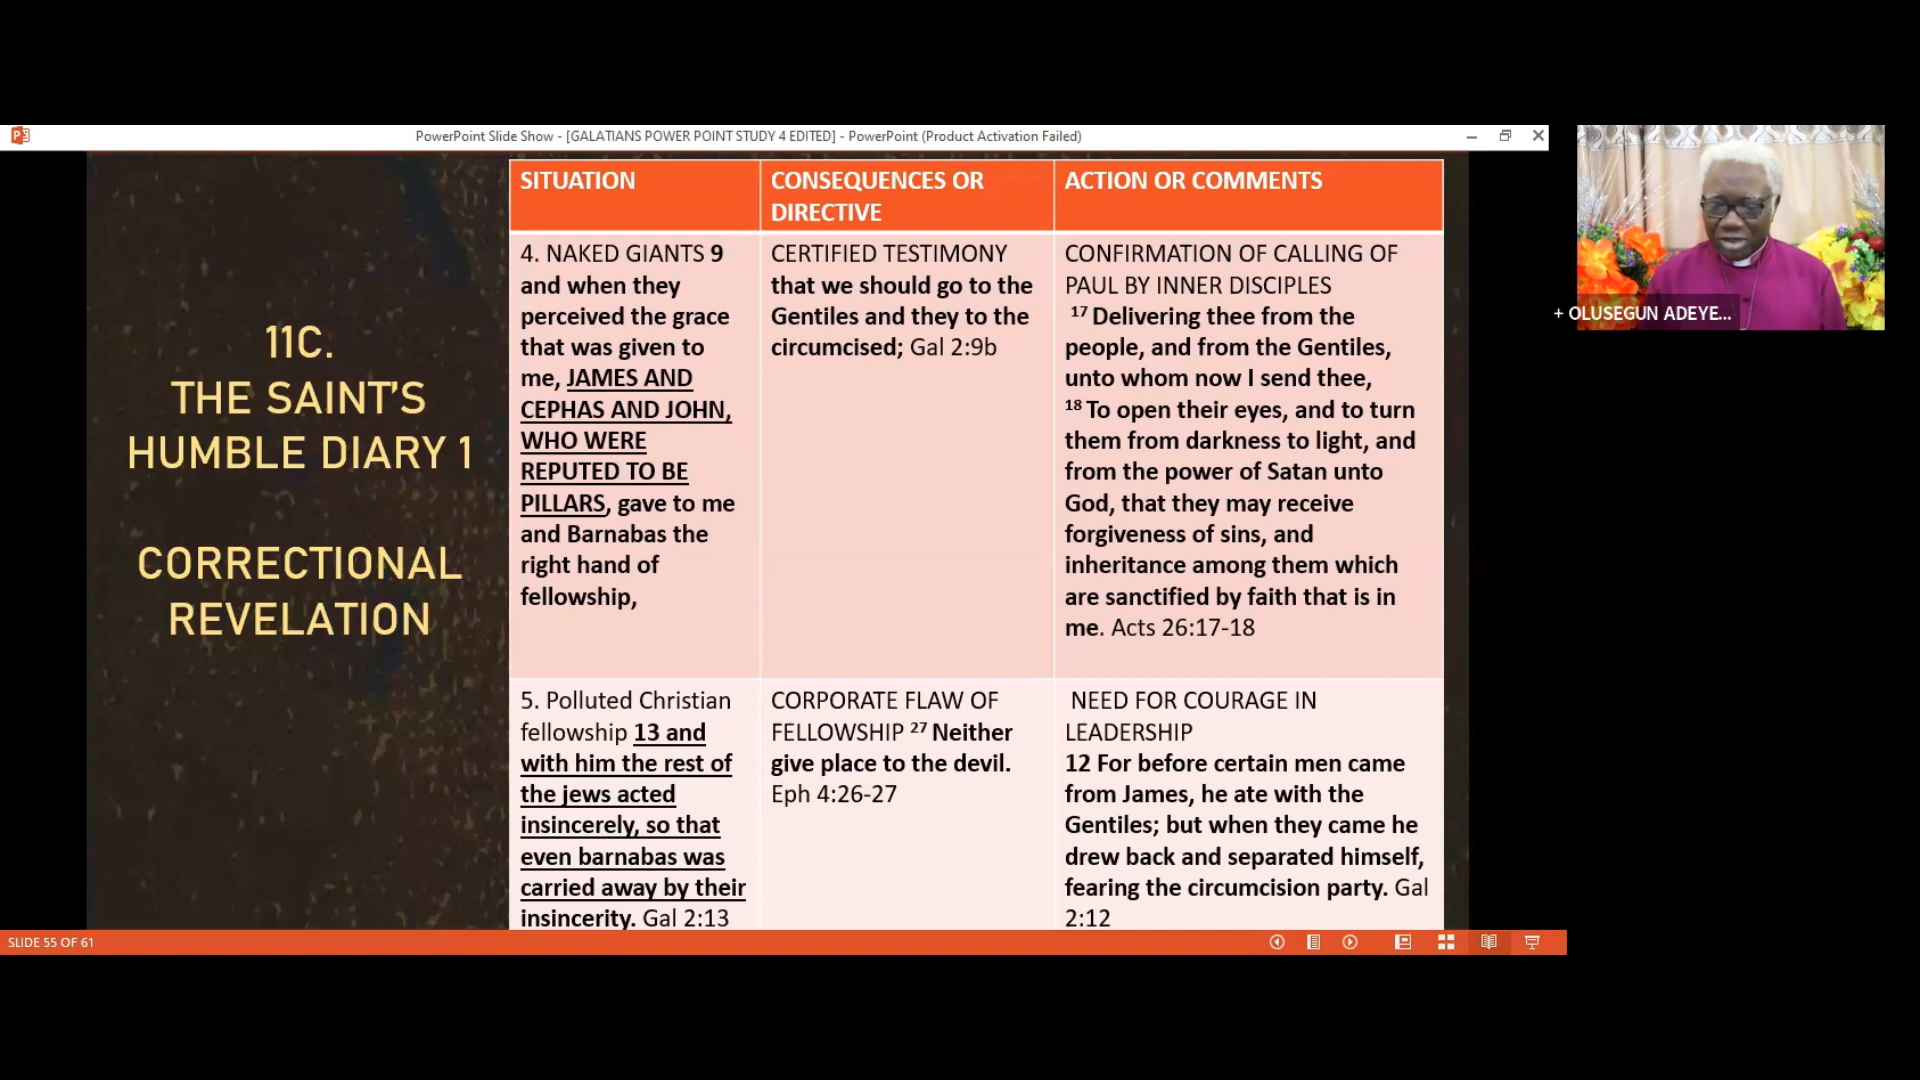 PowerPoint Slide Show - [GALATIANS POWER POINT STUDY 4 EDITED] - PowerPoint (Product Activation Failed)
11C.
THE SAINT'S
HUMBLE DIARY 1
CORRECTIONAL
REVELATION
SITUATION
CONSEQUENCES OR
DIRECTIVE
ACTION OR COMMENTS
4. NAKED GIANTS 9
and when they
perceived the grace
that was given to
me, JAMES AND
CEPHAS AND JOHN,
WHO WERE
REPUTED TO BE
PILLARS, gave to me
and Barnabas the
right hand of
fellowship,
CERTIFIED TESTIMONY
that we should go to the
Gentiles and they to the
circumcised; Gal 2:9b
CONFIRMATION OF CALLING OF
PAUL BY INNER DISCIPLES
17 Delivering thee from the
people, and from the Gentiles,
unto whom now I send thee,
18 To open their eyes, and to turn
them from darkness to light, and
from the power of Satan unto
God, that they may receive
forgiveness of sins, and
inheritance among them which
are sanctified by faith that is in
me. Acts 26:17-18
5. Polluted Christian
fellowship 13 and
with him the rest of
the jews acted
insincerely, so that
even barnabas was
carried away by their
insincerity. Gal 2:13
CORPORATE FLAW OF
FELLOWSHIP 27 Neither
give place to the devil.
Eph 4:26-27
NEED FOR COURAGE IN
LEADERSHIP
12 For before certain men came
from James, he ate with the
Gentiles; but when they came he
drew back and separated himself,
fearing the circumcision party. Gal
2:12
+ OLUSEGUN ADEYE...
SLIDE 55 OF 61